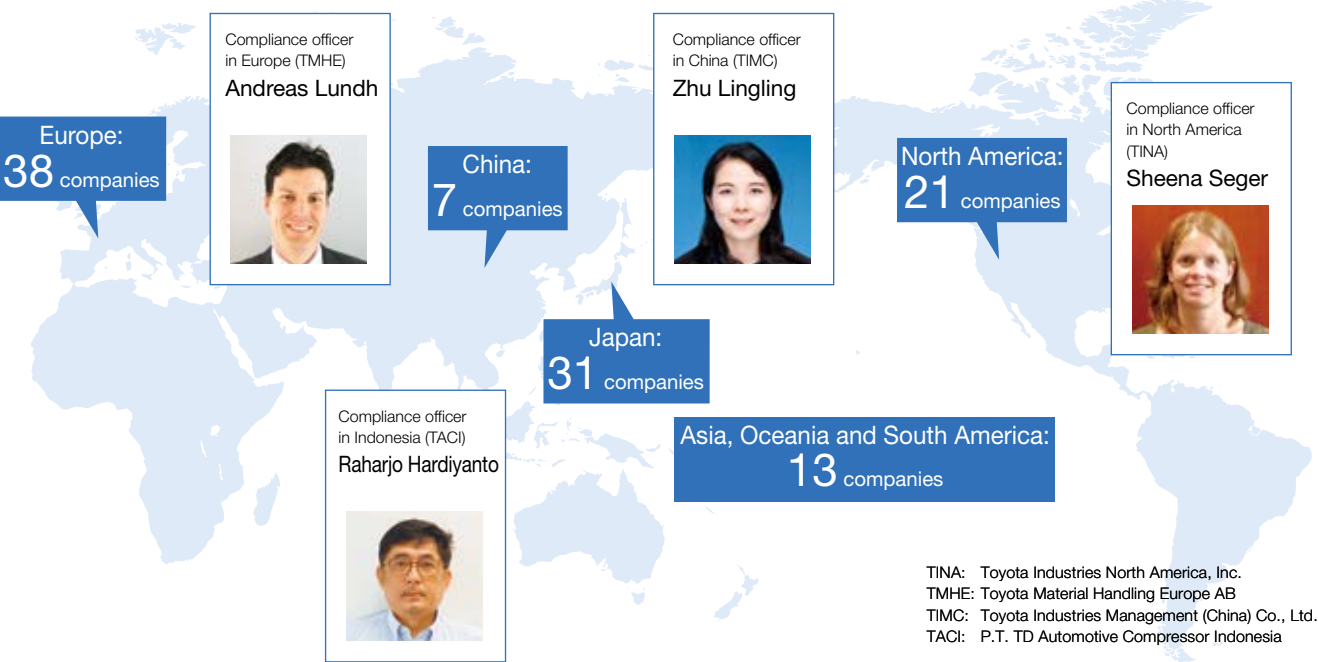 Compliance officer
in Europe (TMHE)
Andreas Lundh
Compliance officer
in China (TIMC)
Zhu Lingling
Compliance officer
in North America
(TINA)
Sheena Seger
Europe:
38 companies
China:
7 companies
North America:
21 companies
Japan:
31 companies
Compliance officer
in Indonesia (TACI)
Raharjo Hardiyanto
Asia, Oceania and South America:
13 companies
TINA: Toyota Industries North America, Inc.
TMHE: Toyota Material Handling Europe AB
TIMC: Toyota Industries Management (China) Co., Ltd.
TACI: P.T. TD Automotive Compressor Indonesia